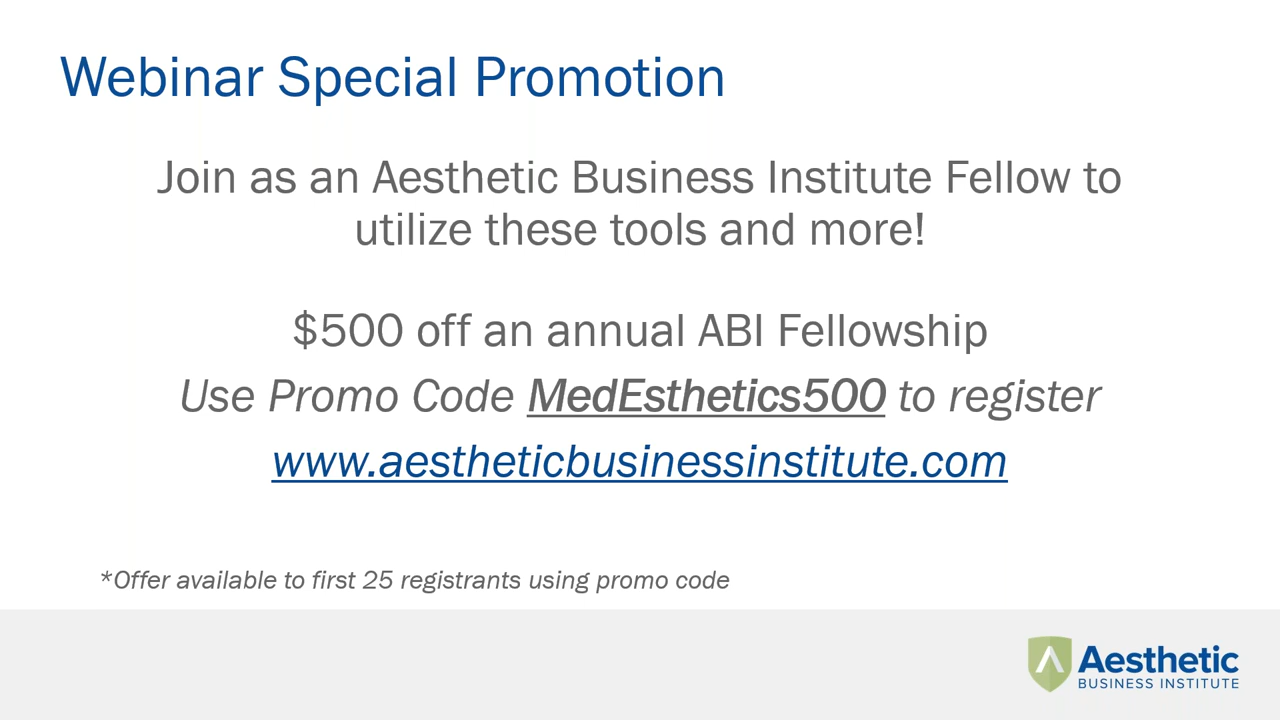 Webinar Special Promotion
Join as an Aesthetic Business Institute Fellow to
utilize these tools and more!
$500 off an annual ABI Fellowship
Use Promo Code MedEsthetics500 to register
www.aestheticbusinessinstitute.com
*Offer available to first 25 registrants using promo code
Aesthetic
BUSINESS INSTITUTE